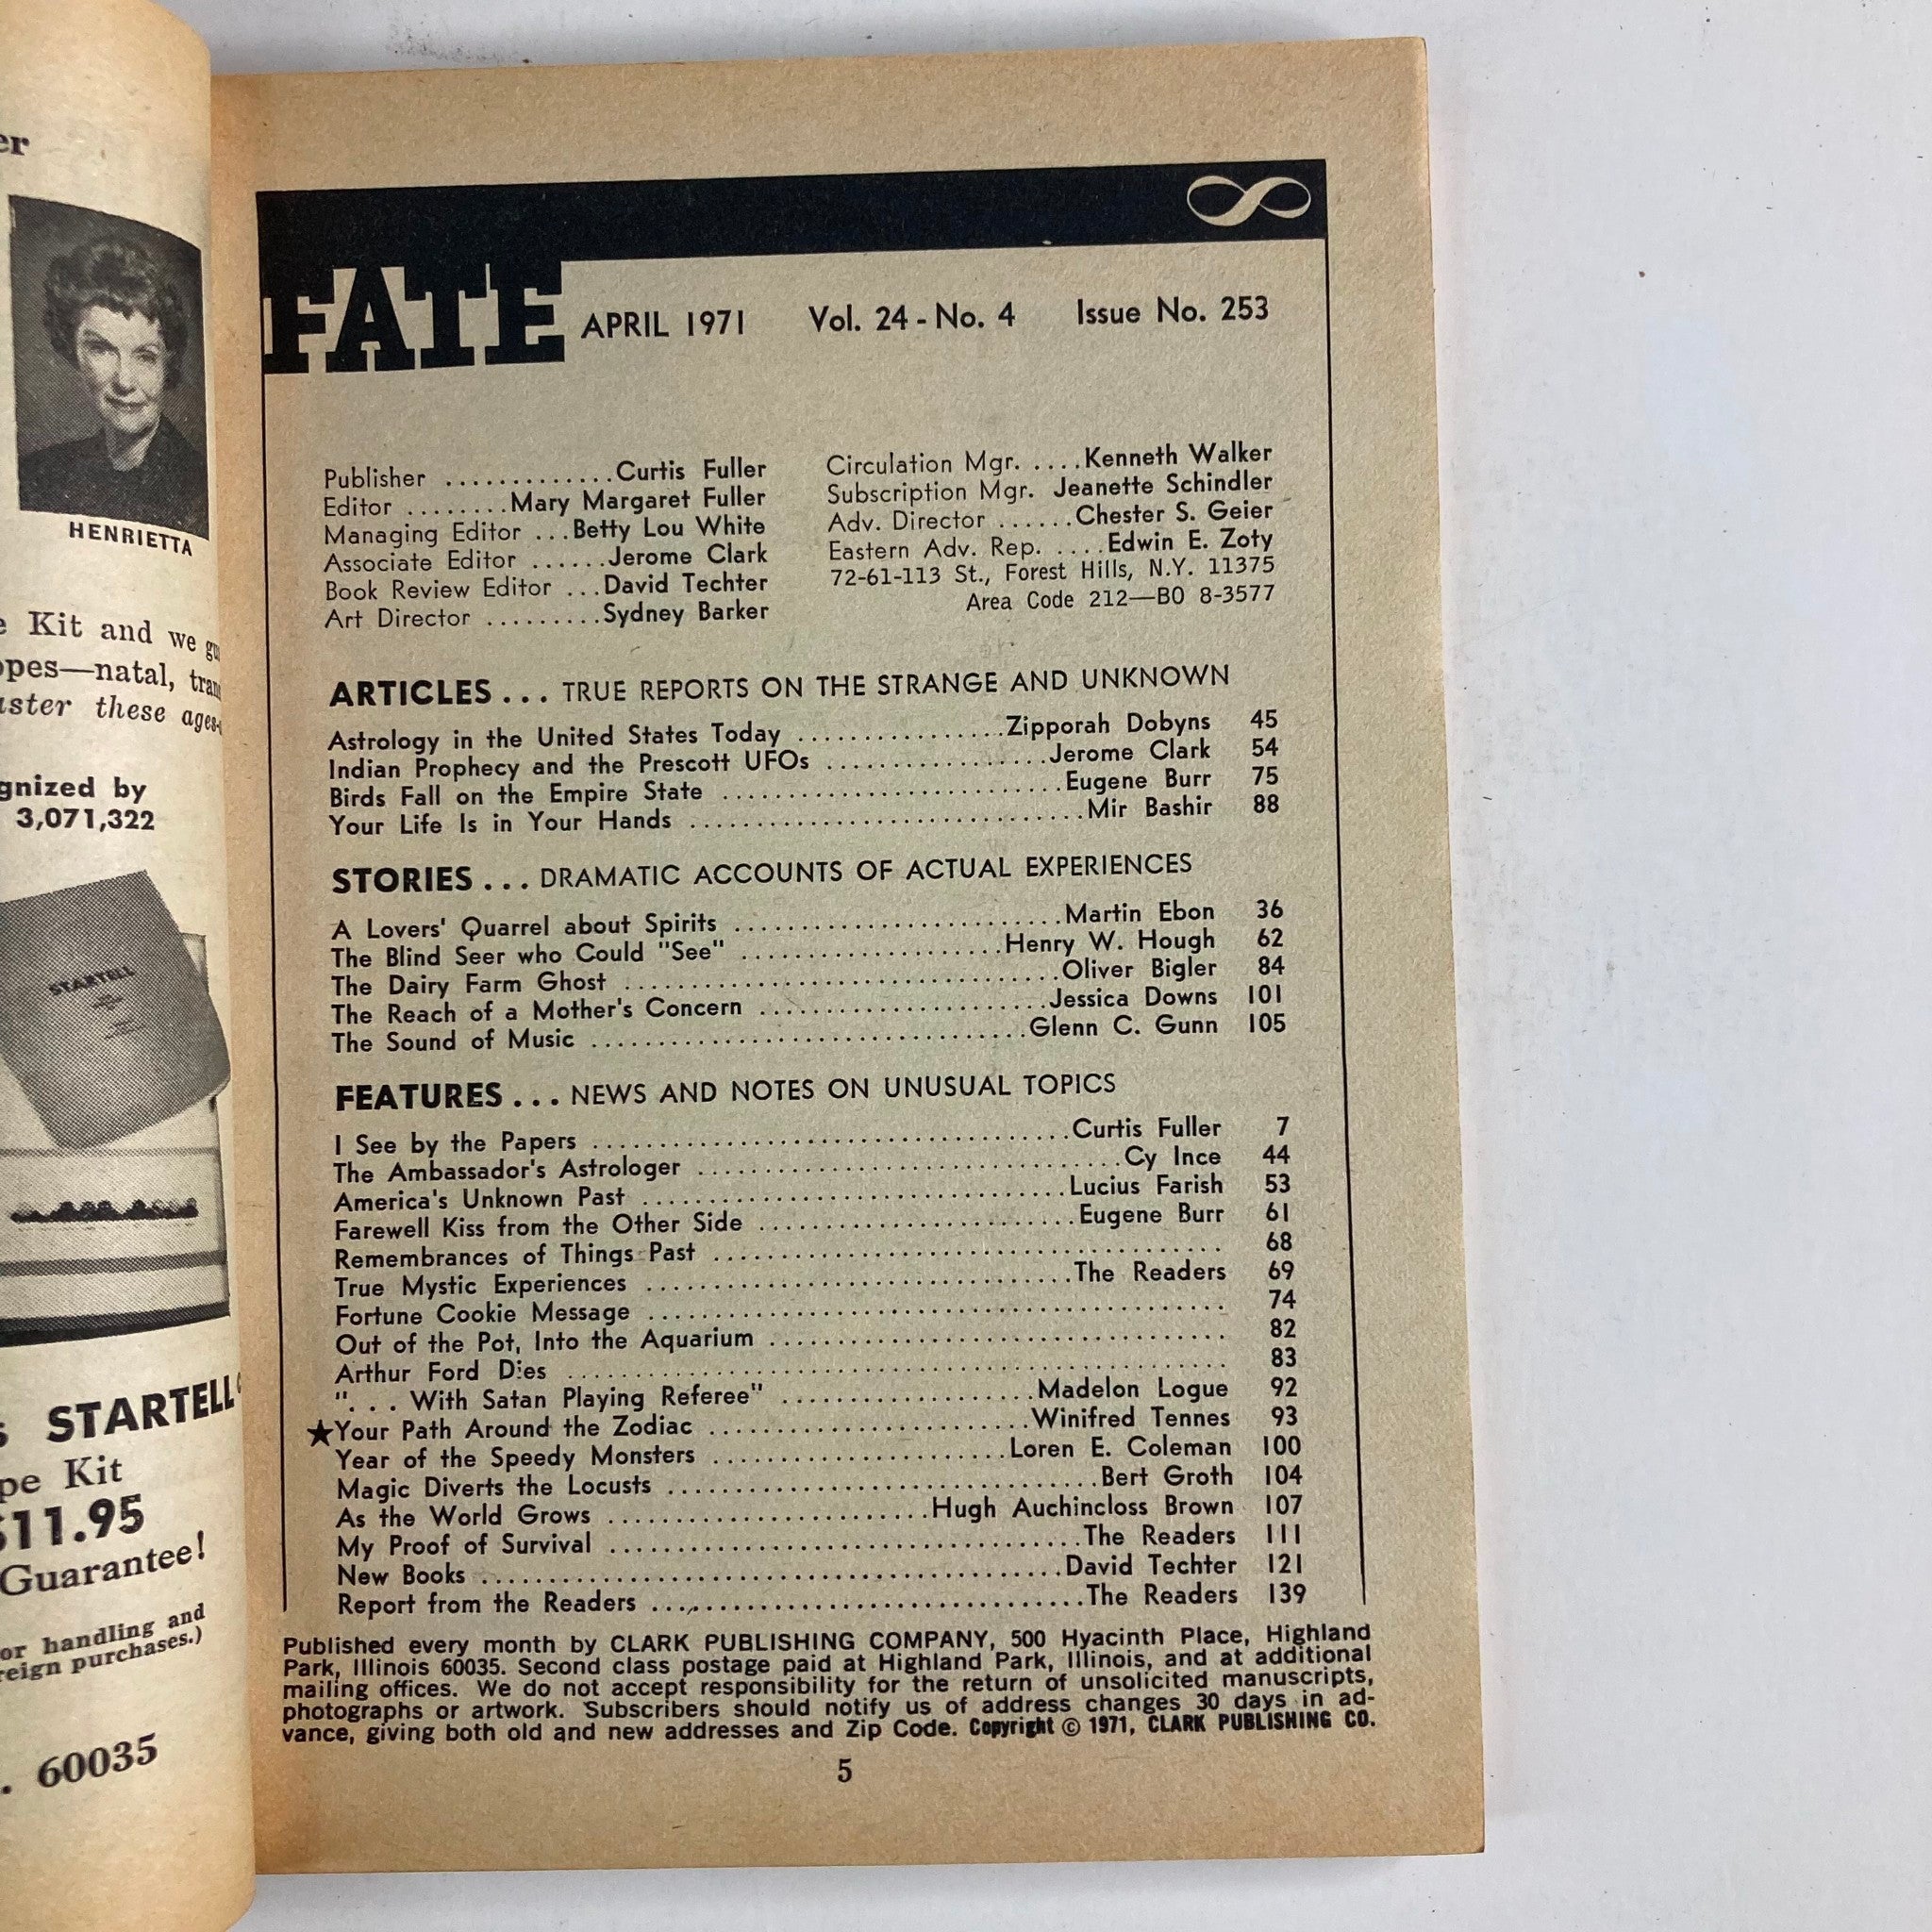 er
HENRIETTA
Kit and we
opes—natal,
these ages-
gnized by
3,071,322
STARTELL
STARTELL
pe Kit
$11.95
Guarantee!
or handling and
reign purchases.)
. 60035
FATE APRIL 1971 Vol. 24 - No. 4 Issue No. 253
Publisher .............Curtis Fuller
Editor ........Mary Margaret Fuller
Managing Editor ...Betty Lou White
Associate Editor ......Jerome Clark
Book Review Editor ...David Techter
Art Director .........Sydney Barker
Circulation Mgr. ....Kenneth Walker
Subscription Mgr. Jeanette Schindler
Adv. Director ......Chester S. Geier
Eastern Adv. Rep. ....Edwin E. Zoty
72-61-113 St., Forest Hills, N.Y. 11375
Area Code 212—BO 8-3577
ARTICLES ... TRUE REPORTS ON THE STRANGE AND UNKNOWN
Astrology in the United States Today ................Zipporah Dobyns 45
Indian Prophecy and the Prescott UFOs .................Jerome Clark 54
Birds Fall on the Empire State ..........................Eugene Burr 75
Your Life Is in Your Hands ..............................Mir Bashir 88
STORIES ... DRAMATIC ACCOUNTS OF ACTUAL EXPERIENCES
A Lovers' Quarrel about Spirits .........................Martin Ebon 36
The Blind Seer who Could "See" ....................Henry W. Hough 62
The Dairy Farm Ghost .................................Oliver Bigler 84
The Reach of a Mother's Concern ......................Jessica Downs 101
The Sound of Music .................................Glenn C. Gunn 105
FEATURES ... NEWS AND NOTES ON UNUSUAL TOPICS
I See by the Papers ....................................Curtis Fuller 7
The Ambassador's Astrologer ................................Cy Ince 44
America's Unknown Past ................................Lucius Farish 53
Farewell Kiss from the Other Side ........................Eugene Burr 61
Remembrances of Things Past ...................................... 68
True Mystic Experiences ................................The Readers 69
Fortune Cookie Message ........................................... 74
Out of the Pot, Into the Aquarium .................................. 82
Arthur Ford Dies ................................................. 83
". . . With Satan Playing Referee" ...................Madelon Logue 92
★Your Path Around the Zodiac ........................Winifred Tennes 93
Year of the Speedy Monsters ......................Loren E. Coleman 100
Magic Diverts the Locusts ................................Bert Groth 104
As the World Grows ........................Hugh Auchincloss Brown 107
My Proof of Survival ...................................The Readers 111
New Books ...........................................David Techter 121
Report from the Readers ................................The Readers 139
Published every month by CLARK PUBLISHING COMPANY, 500 Hyacinth Place, Highland
Park, Illinois 60035. Second class postage paid at Highland Park, Illinois, and at additional
mailing offices. We do not accept responsibility for the return of unsolicited manuscripts,
photographs or artwork. Subscribers should notify us of address changes 30 days in ad-
vance, giving both old and new addresses and Zip Code. Copyright © 1971, CLARK PUBLISHING CO.
5